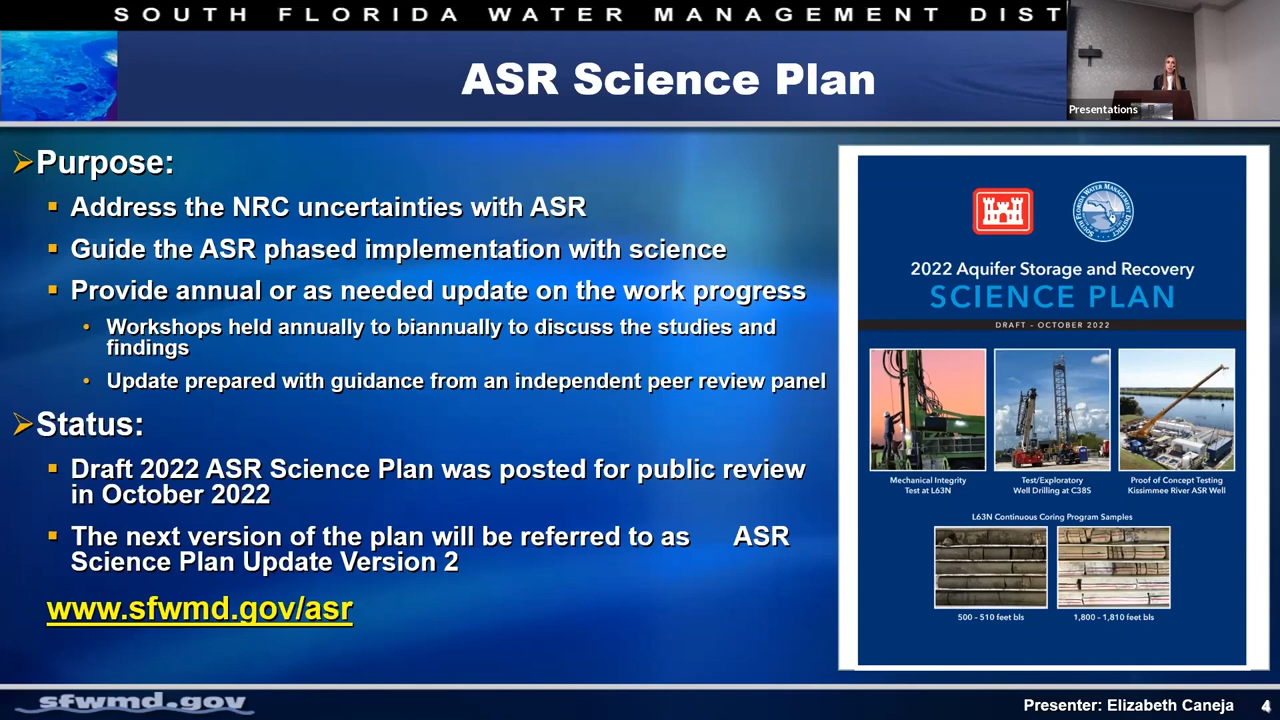 SOUTH FLORIDA WATER MANAGEMENT DIST
ASR Science Plan
Presentations
Purpose:
Address the NRC uncertainties with ASR
Guide the ASR phased implementation with science
Provide annual or as needed update on the work progress
Workshops held annually to biannually to discuss the studies and
findings
Update prepared with guidance from an independent peer review panel
Status:
Draft 2022 ASR Science Plan was posted for public review
in October 2022
The next version of the plan will be referred to as ASR
Science Plan Update Version 2
www.sfwmd.gov/asr
SOUTH FLORIDA WATER MANAGEMENT DISTRICT
2022 Aquifer Storage and Recovery
SCIENCE PLAN
DRAFT - OCTOBER 2022
Mechanical Integrity
Test at L63N
Test/Exploratory
Well Drilling at C38S
Proof of Concept Testing
Kissimmee River ASR Well
L63N Continuous Coring Program Samples
500 - 510 feet bls
1,800 - 1,810 feet bls
sfwmd.gov
Presenter: Elizabeth Caneja
4